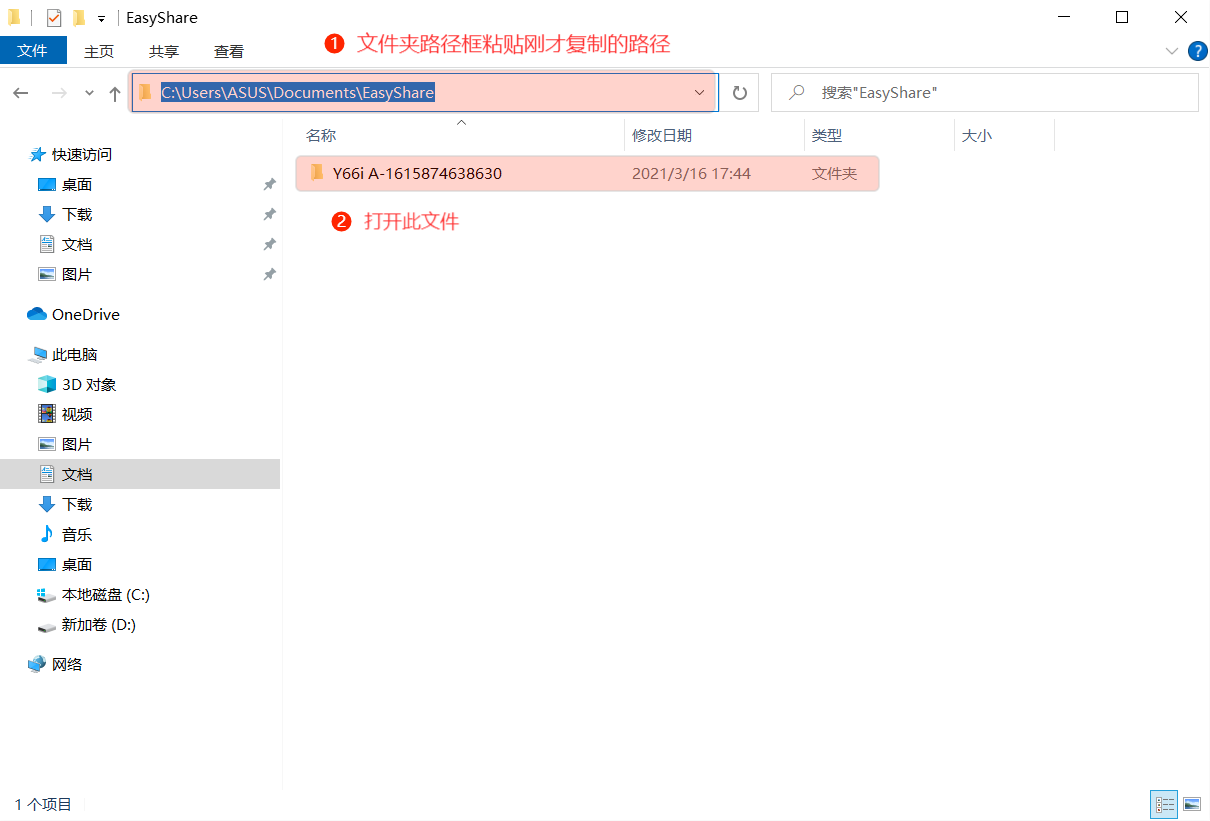 EasyShare
❶ 文件夹路径框粘贴刚才复制的路径
文件 主页 共享 查看
C:\Users\ASUS\Documents\EasyShare
搜索"EasyShare"
名称 修改日期 类型 大小
Y66i A-1615874638630 2021/3/16 17:44 文件夹
❷ 打开此文件
快速访问
桌面
下载
文档
图片
OneDrive
此电脑
3D 对象
视频
图片
文档
下载
音乐
桌面
本地磁盘 (C:)
新加卷 (D:)
网络
1 个项目